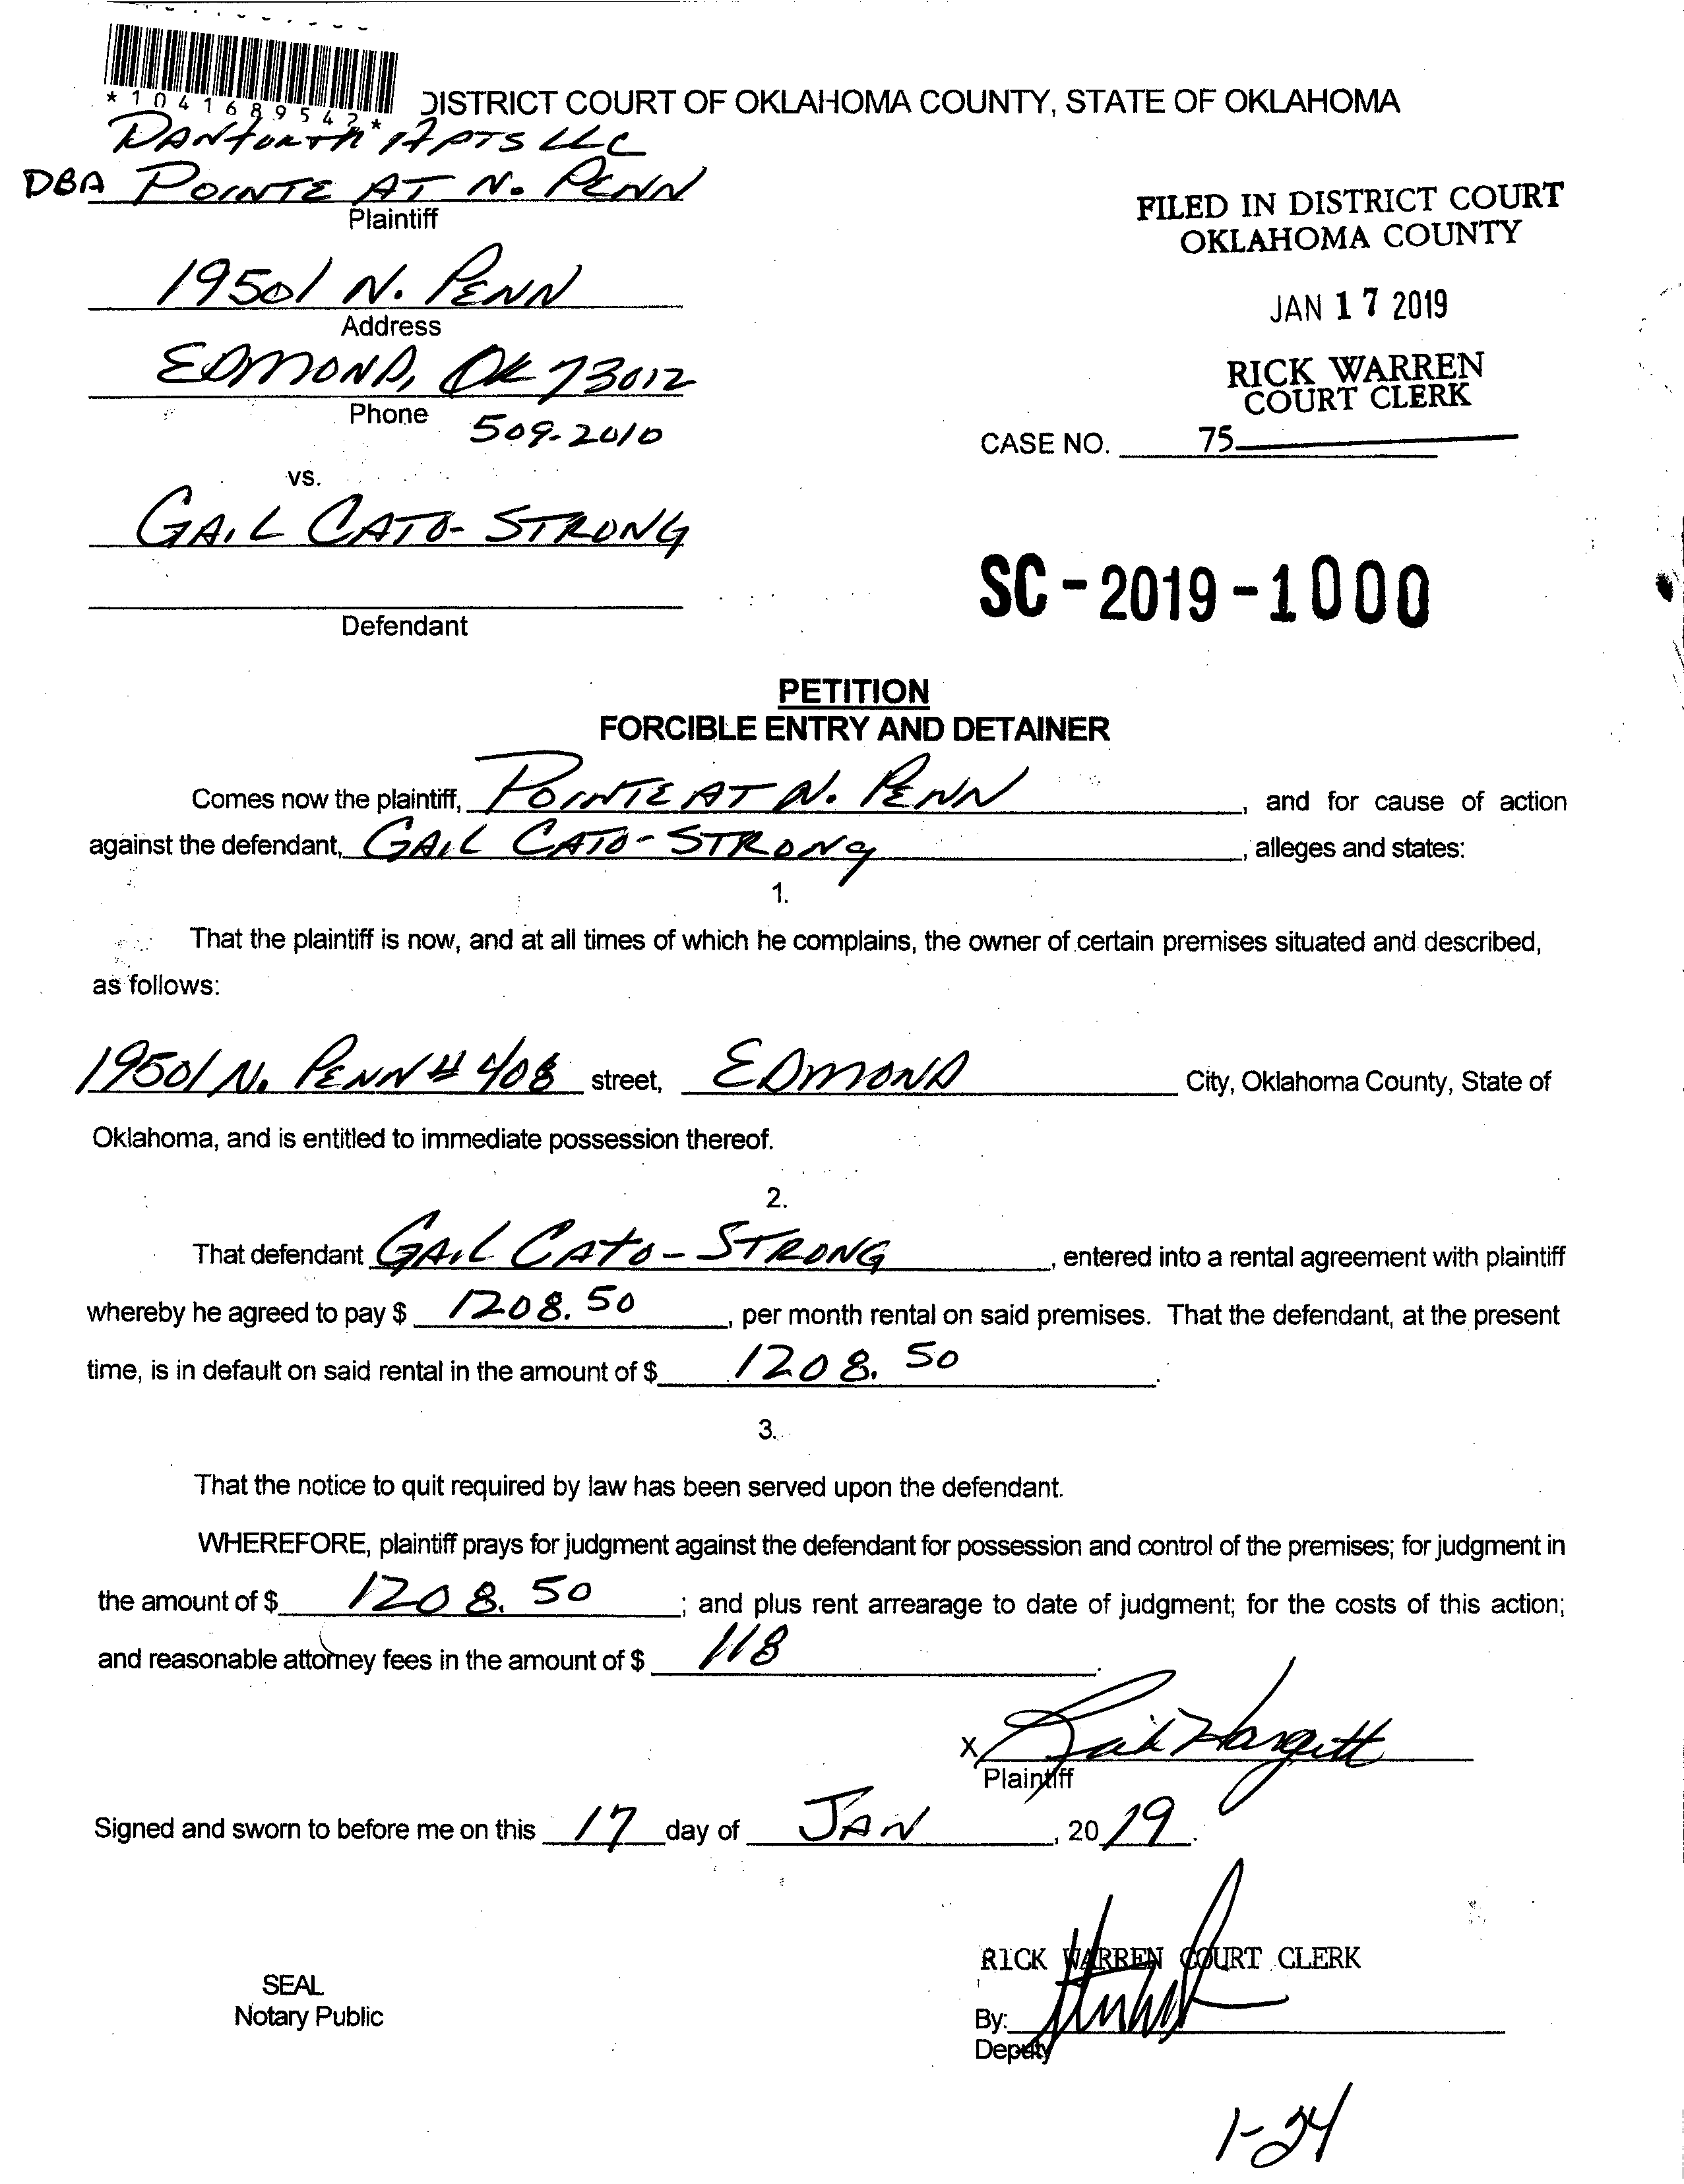 *1041689542*
DISTRICT COURT OF OKLAHOMA COUNTY, STATE OF OKLAHOMA
DANFORTH APTS LLC
DBA POINTE AT N. PENN
Plaintiff
FILED IN DISTRICT COURT
OKLAHOMA COUNTY
19501 N. PENN
Address
JAN 17 2019
EDMOND, OK 73012
Phone 509-2010
RICK WARREN
COURT CLERK
CASE NO. 75
vs.
GAIL CATO-STRONG
SC-2019-1000
Defendant
PETITION
FORCIBLE ENTRY AND DETAINER
Comes now the plaintiff, POINTE AT N. PENN, and for cause of action
against the defendant, GAIL CATO-STRONG, alleges and states:
1.
That the plaintiff is now, and at all times of which he complains, the owner of certain premises situated and described,
as follows:
19501 N. PENN # 408 street, EDMOND City, Oklahoma County, State of
Oklahoma, and is entitled to immediate possession thereof.
2.
That defendant GAIL CATO-STRONG, entered into a rental agreement with plaintiff
whereby he agreed to pay $ 1208.50, per month rental on said premises. That the defendant, at the present
time, is in default on said rental in the amount of $ 1208.50.
3.
That the notice to quit required by law has been served upon the defendant.
WHEREFORE, plaintiff prays for judgment against the defendant for possession and control of the premises; for judgment in
the amount of $ 1208.50; and plus rent arrearage to date of judgment; for the costs of this action;
and reasonable attorney fees in the amount of $ 118.
X Rick Hargett
Plaintiff
Signed and sworn to before me on this 17 day of JAN, 2019.
RICK WARREN COURT CLERK
SEAL
Notary Public
By:
Deputy
1-24